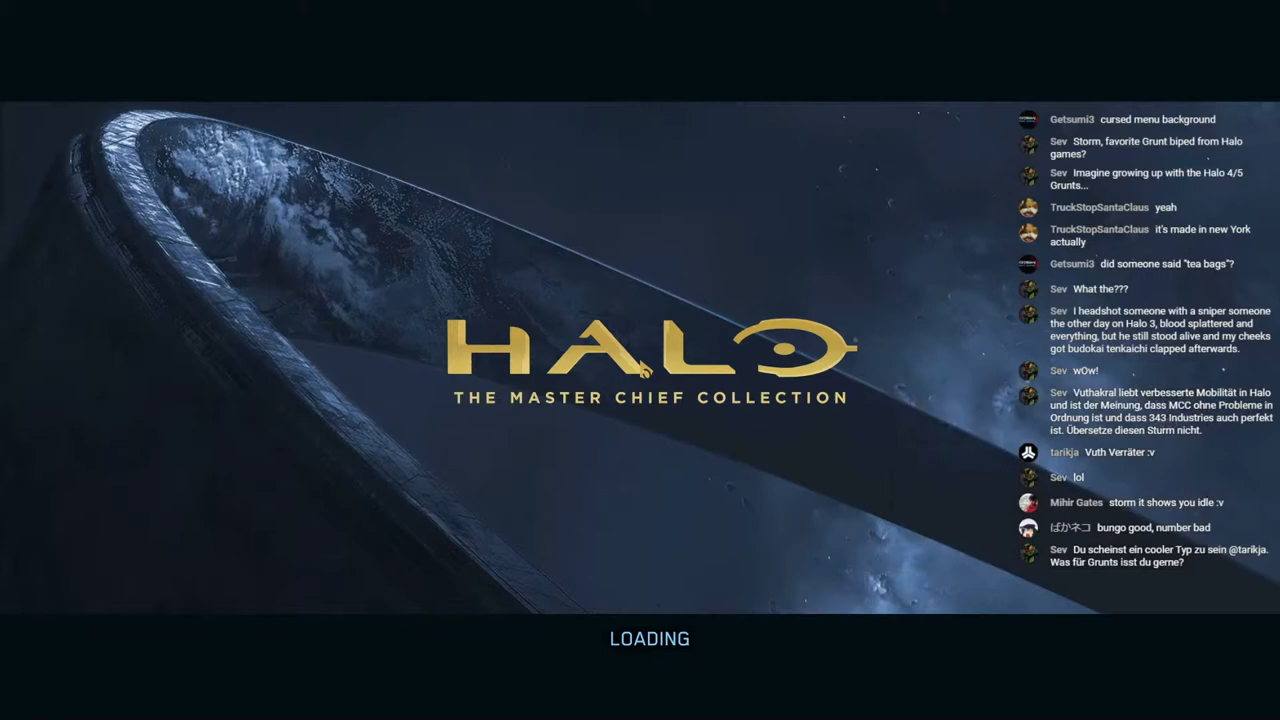 HALO
THE MASTER CHIEF COLLECTION
LOADING
Getsumi3 cursed menu background
Sev Storm, favorite Grunt biped from Halo
games?
Sev Imagine growing up with the Halo 4/5
Grunts...
TruckStopSantaClaus yeah
TruckStopSantaClaus it's made in new York
actually
Getsumi3 did someone said "tea bags"?
Sev What the???
Sev I headshot someone with a sniper someone
the other day on Halo 3, blood splattered and
everything, but he still stood alive and my cheeks
got budokai tenkaichi clapped afterwards.
Sev wOw!
Sev Vuthakral liebt verbesserte Mobilität in Halo
und ist der Meinung, dass MCC ohne Probleme in
Ordnung ist und dass 343 Industries auch perfekt
ist. Übersetze diesen Sturm nicht.
tarikja Vuth Verräter :v
Sev lol
Mihir Gates storm it shows you idle :v
ばかネコ bungo good, number bad
Sev Du scheinst ein cooler Typ zu sein @tarikja.
Was für Grunts isst du gerne?